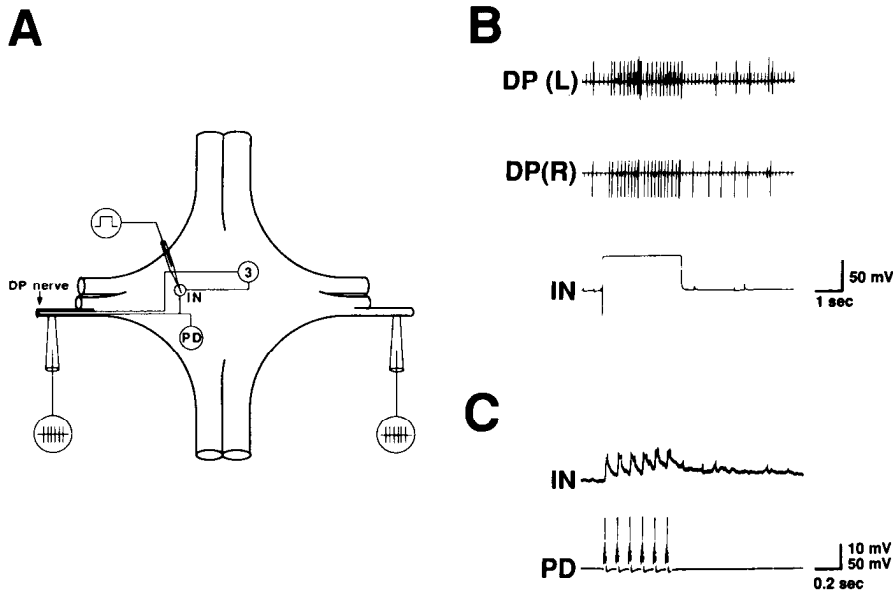 A
DP nerve
3
IN
PD
B
DP (L)
DP(R)
IN
50 mV
1 sec
C
IN
PD
10 mV
50 mV
0.2 sec